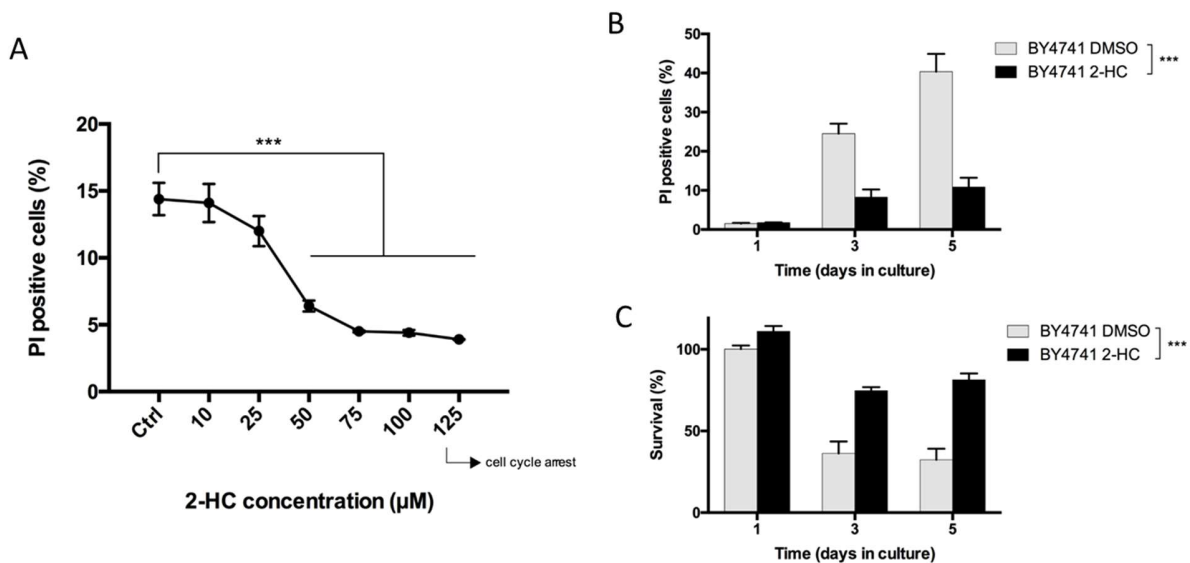 A
PI positive cells (%)
20
15
10
5
0
***
Ctrl
10
25
50
75
100
125
cell cycle arrest
2-HC concentration (μM)
B
PI positive cells (%)
50
40
30
20
10
0
1
3
5
Time (days in culture)
BY4741 DMSO
BY4741 2-HC
***
C
Survival (%)
100
50
0
1
3
5
Time (days in culture)
BY4741 DMSO
BY4741 2-HC
***